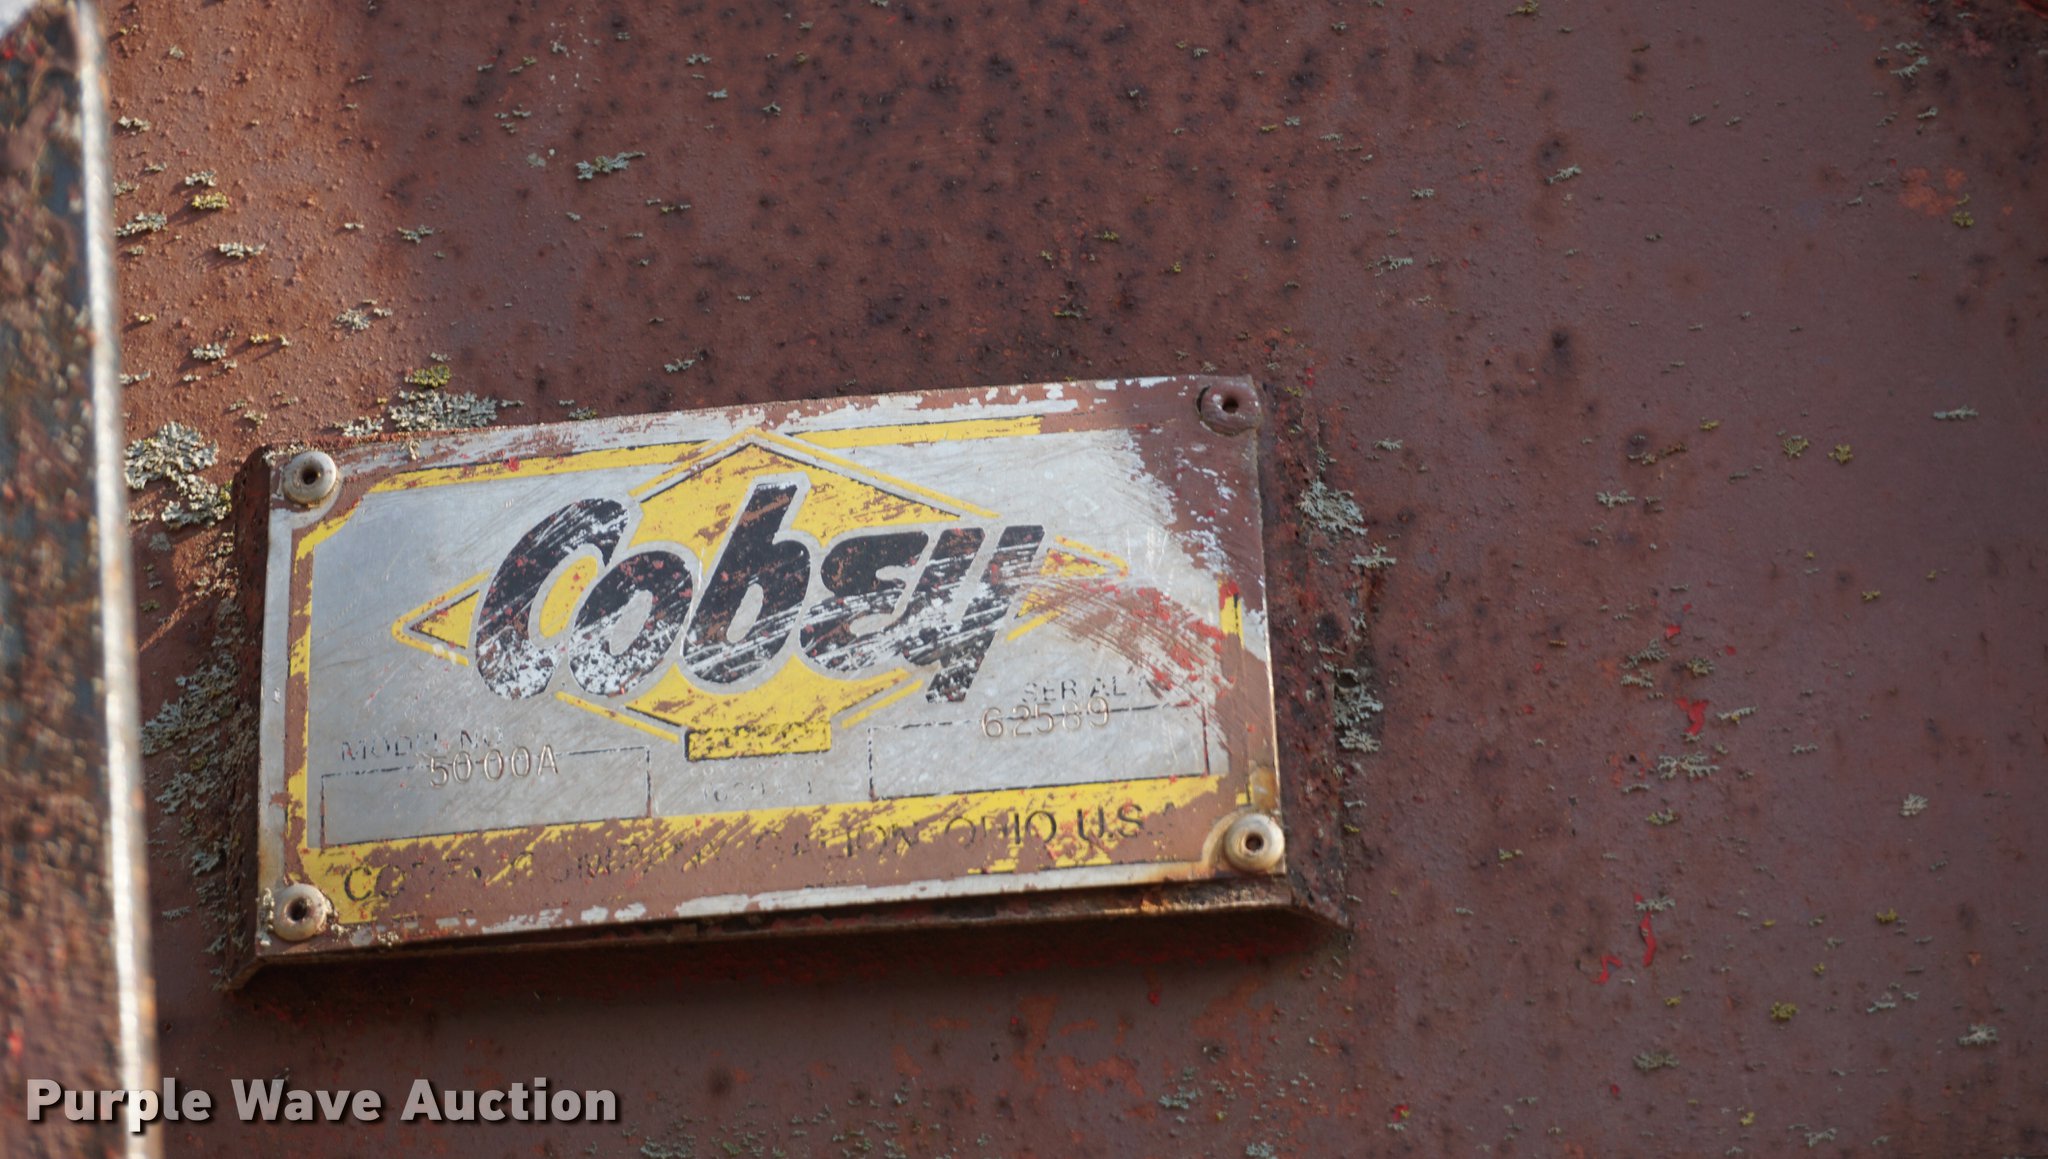 Cobey
SERIAL
62589
MODEL NO.
5000A
OHIO U.S.A.
Purple Wave Auction